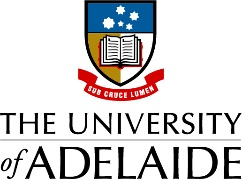 SUB CRUCE LUMEN
THE UNIVERSITY
of ADELAIDE